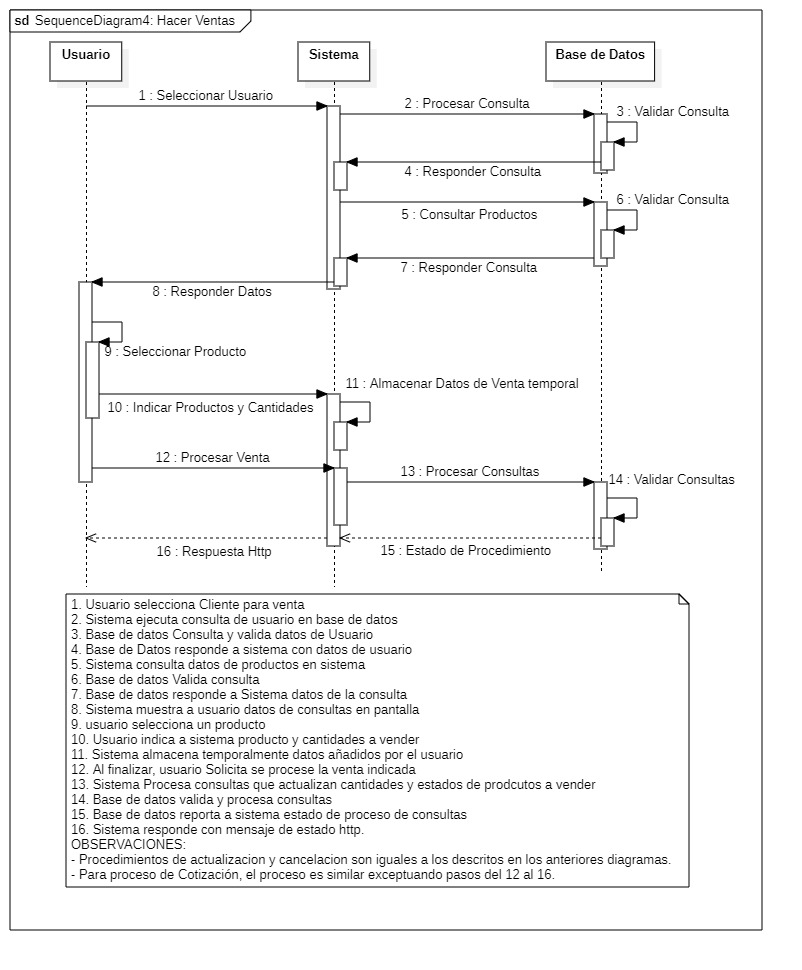 sd SequenceDiagram4: Hacer Ventas
Usuario
Sistema
Base de Datos
1 : Seleccionar Usuario
2 : Procesar Consulta
3 : Validar Consulta
4 : Responder Consulta
6 : Validar Consulta
5 : Consultar Productos
7 : Responder Consulta
8 : Responder Datos
9 : Seleccionar Producto
11 : Almacenar Datos de Venta temporal
10 : Indicar Productos y Cantidades
12 : Procesar Venta
13 : Procesar Consultas
14 : Validar Consultas
16 : Respuesta Http
15 : Estado de Procedimiento
1. Usuario selecciona Cliente para venta
2. Sistema ejecuta consulta de usuario en base de datos
3. Base de datos Consulta y valida datos de Usuario
4. Base de Datos responde a sistema con datos de usuario
5. Sistema consulta datos de productos en sistema
6. Base de datos Valida consulta
7. Base de datos responde a Sistema datos de la consulta
8. Sistema muestra a usuario datos de consultas en pantalla
9. usuario selecciona un producto
10. Usuario indica a sistema producto y cantidades a vender
11. Sistema almacena temporalmente datos añadidos por el usuario
12. Al finalizar, usuario Solicita se procese la venta indicada
13. Sistema Procesa consultas que actualizan cantidades y estados de prodcutos a vender
14. Base de datos valida y procesa consultas
15. Base de datos reporta a sistema estado de proceso de consultas
16. Sistema responde con mensaje de estado http.
OBSERVACIONES:
- Procedimientos de actualizacion y cancelacion son iguales a los descritos en los anteriores diagramas.
- Para proceso de Cotización, el proceso es similar exceptuando pasos del 12 al 16.